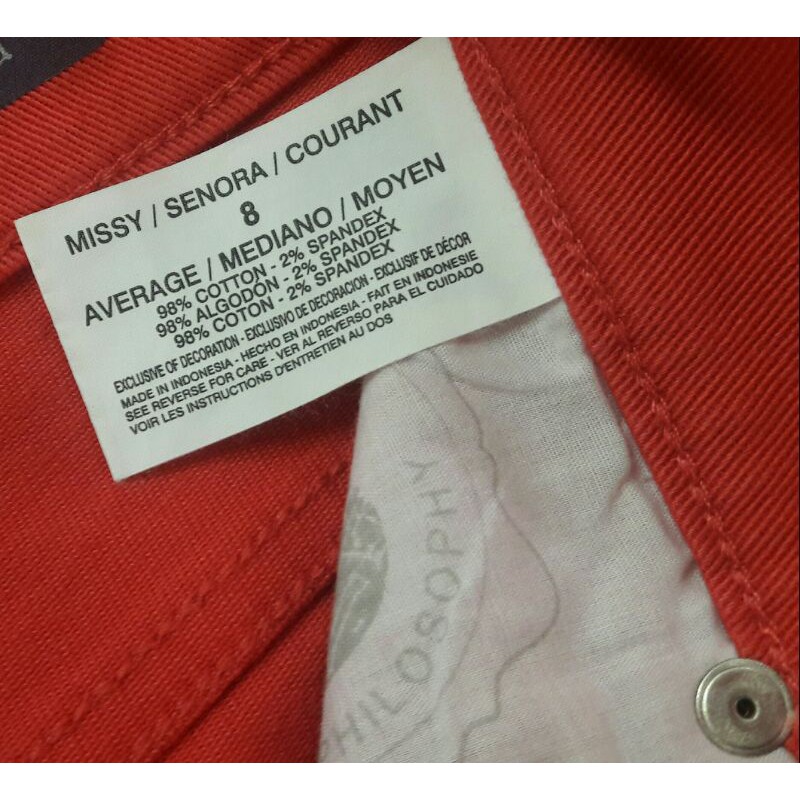 MISSY / SENORA / COURANT
8
AVERAGE / MEDIANO / MOYEN
98% COTTON - 2% SPANDEX
98% ALGODÓN - 2% SPANDEX
98% COTON - 2% SPANDEX
EXCLUSIVE OF DECORATION - EXCLUSIVO DE DECORACION - EXCLUSIF DE DÉCOR
MADE IN INDONESIA - HECHO EN INDONESIA - FAIT EN INDONESIE
SEE REVERSE FOR CARE - VER AL REVERSO PARA EL CUIDADO
VOIR LES INSTRUCTIONS D'ENTRETIEN AU DOS
PHILOSOPHY